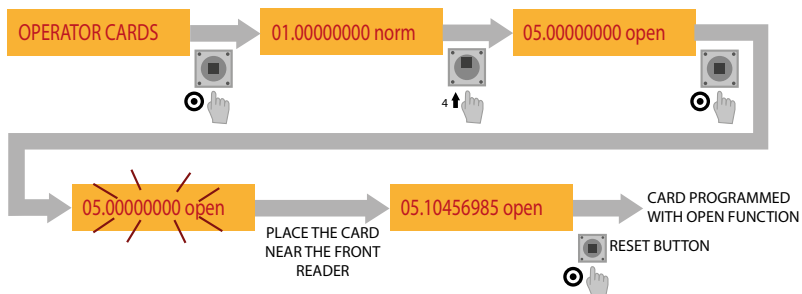 OPERATOR CARDS
01.00000000 norm
05.00000000 open
4
05.00000000 open
PLACE THE CARD
NEAR THE FRONT
READER
05.10456985 open
RESET BUTTON
CARD PROGRAMMED
WITH OPEN FUNCTION